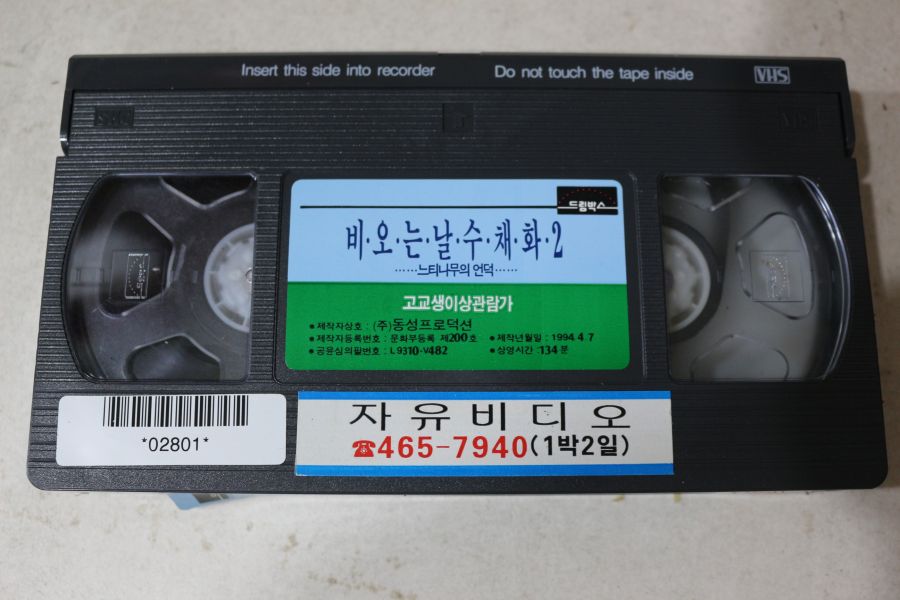 Insert this side into recorder Do not touch the tape inside VHS
드림박스
비·오·는·날·수·채·화·2
······느티나무의 언덕······
고교생이상관람가
● 제작자상호 : (주)동성프로덕션
● 제작자등록번호 : 문화부등록 제200호 ● 제작년월일 : 1994.4.7
● 공윤심의필번호 : L9310-V482 ● 상영시간 : 134 분
*02801*
자유비디오
☎465-7940(1박2일)